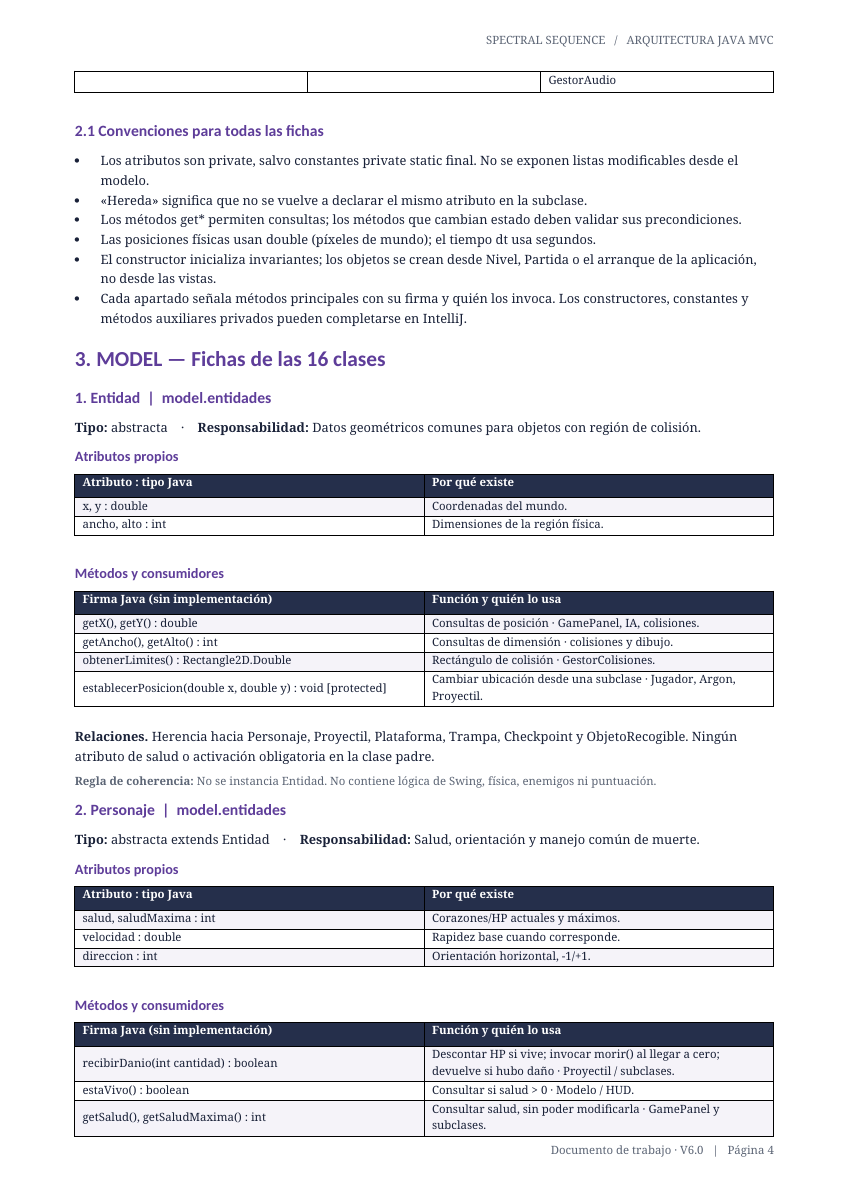 SPECTRAL SEQUENCE / ARQUITECTURA JAVA MVC
GestorAudio
2.1 Convenciones para todas las fichas
• Los atributos son private, salvo constantes private static final. No se exponen listas modificables desde el
modelo.
• «Hereda» significa que no se vuelve a declarar el mismo atributo en la subclase.
• Los métodos get* permiten consultas; los métodos que cambian estado deben validar sus precondiciones.
• Las posiciones físicas usan double (píxeles de mundo); el tiempo dt usa segundos.
• El constructor inicializa invariantes; los objetos se crean desde Nivel, Partida o el arranque de la aplicación,
no desde las vistas.
• Cada apartado señala métodos principales con su firma y quién los invoca. Los constructores, constantes y
métodos auxiliares privados pueden completarse en IntelliJ.
3. MODEL — Fichas de las 16 clases
1. Entidad | model.entidades
Tipo: abstracta · Responsabilidad: Datos geométricos comunes para objetos con región de colisión.
Atributos propios
Atributo : tipo Java Por qué existe
x, y : double Coordenadas del mundo.
ancho, alto : int Dimensiones de la región física.
Métodos y consumidores
Firma Java (sin implementación) Función y quién lo usa
getX(), getY() : double Consultas de posición · GamePanel, IA, colisiones.
getAncho(), getAlto() : int Consultas de dimensión · colisiones y dibujo.
obtenerLimites() : Rectangle2D.Double Rectángulo de colisión · GestorColisiones.
establecerPosicion(double x, double y) : void [protected] Cambiar ubicación desde una subclase · Jugador, Argon,
Proyectil.
Relaciones. Herencia hacia Personaje, Proyectil, Plataforma, Trampa, Checkpoint y ObjetoRecogible. Ningún
atributo de salud o activación obligatoria en la clase padre.
Regla de coherencia: No se instancia Entidad. No contiene lógica de Swing, física, enemigos ni puntuación.
2. Personaje | model.entidades
Tipo: abstracta extends Entidad · Responsabilidad: Salud, orientación y manejo común de muerte.
Atributos propios
Atributo : tipo Java Por qué existe
salud, saludMaxima : int Corazones/HP actuales y máximos.
velocidad : double Rapidez base cuando corresponde.
direccion : int Orientación horizontal, -1/+1.
Métodos y consumidores
Firma Java (sin implementación) Función y quién lo usa
recibirDanio(int cantidad) : boolean Descontar HP si vive; invocar morir() al llegar a cero;
devuelve si hubo daño · Proyectil / subclases.
estaVivo() : boolean Consultar si salud > 0 · Modelo / HUD.
getSalud(), getSaludMaxima() : int Consultar salud, sin poder modificarla · GamePanel y
subclases.
Documento de trabajo · V6.0 | Página 4